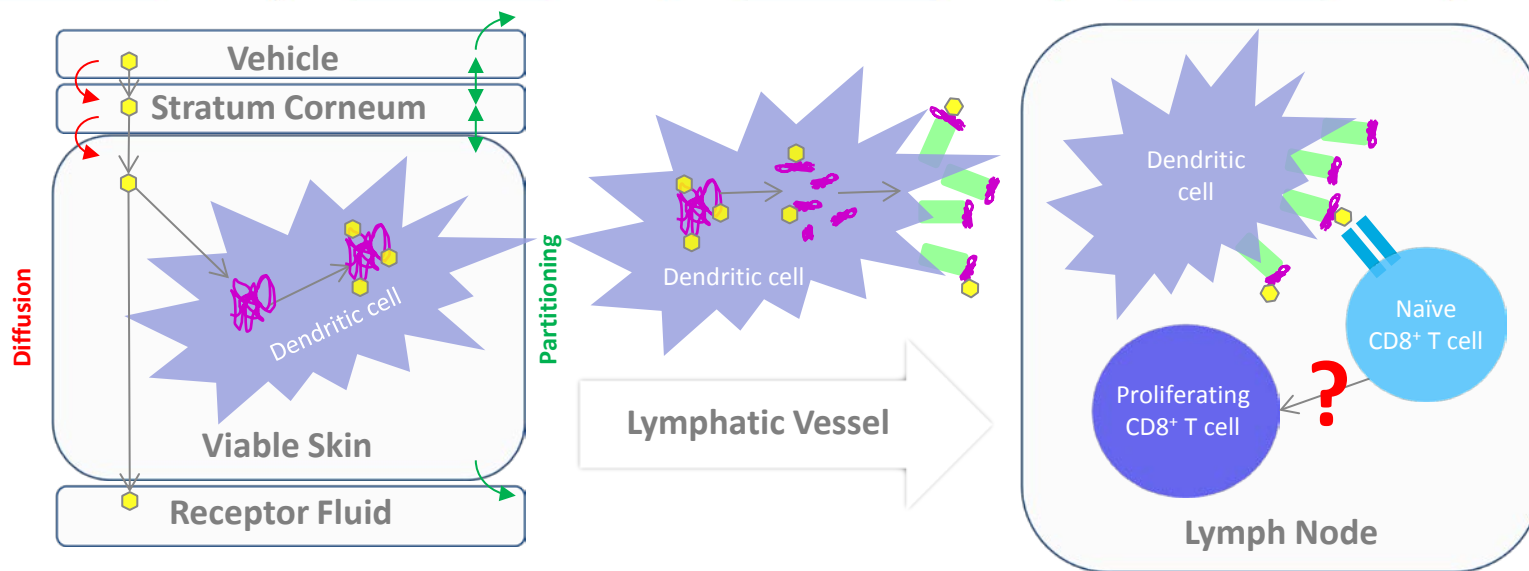 Vehicle
Stratum Corneum
Diffusion
Dendritic cell
Viable Skin
Receptor Fluid
Partitioning
Dendritic cell
Lymphatic Vessel
Dendritic
cell
Naïve
CD8⁺ T cell
Proliferating
CD8⁺ T cell
?
Lymph Node